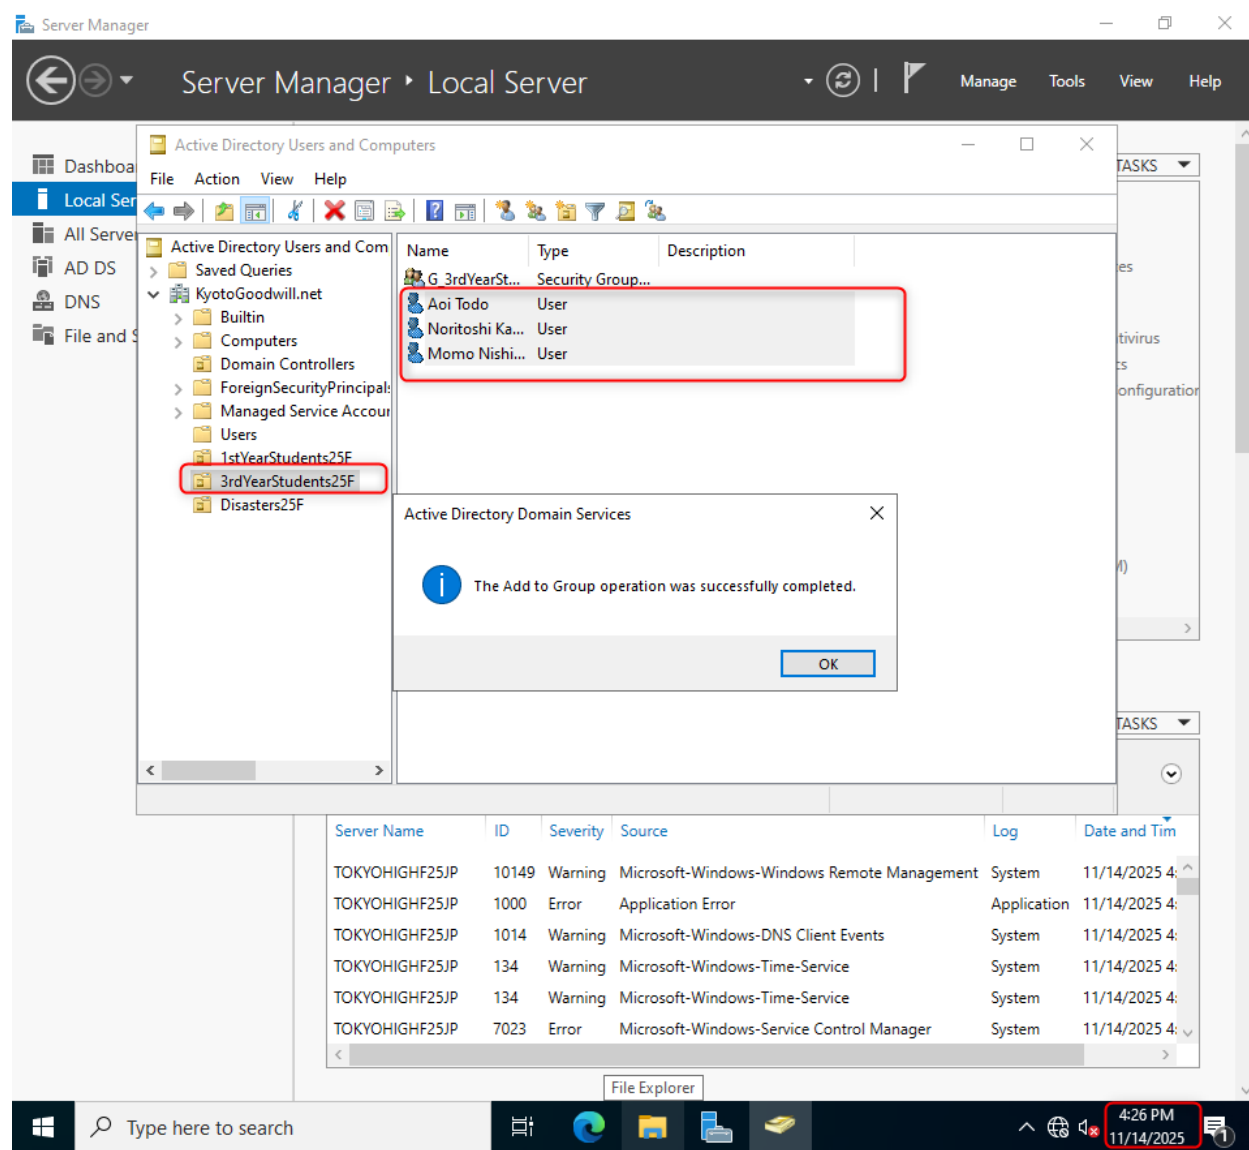 Server Manager
Server Manager ‣ Local Server
Manage Tools View Help
Dashboa
Local Ser
All Server
AD DS
DNS
File and S
Active Directory Users and Computers
File Action View Help
Active Directory Users and Com
Saved Queries
KyotoGoodwill.net
Builtin
Computers
Domain Controllers
ForeignSecurityPrincipals
Managed Service Accour
Users
1stYearStudents25F
3rdYearStudents25F
Disasters25F
Name Type Description
G_3rdYearSt... Security Group...
Aoi Todo User
Noritoshi Ka... User
Momo Nishi... User
Active Directory Domain Services
The Add to Group operation was successfully completed.
OK
TASKS
es
tivirus
cs
onfiguration
M)
TASKS
Server Name ID Severity Source Log Date and Tim
TOKYOHIGHF25JP 10149 Warning Microsoft-Windows-Windows Remote Management System 11/14/2025 4:
TOKYOHIGHF25JP 1000 Error Application Error Application 11/14/2025 4:
TOKYOHIGHF25JP 1014 Warning Microsoft-Windows-DNS Client Events System 11/14/2025 4:
TOKYOHIGHF25JP 134 Warning Microsoft-Windows-Time-Service System 11/14/2025 4:
TOKYOHIGHF25JP 134 Warning Microsoft-Windows-Time-Service System 11/14/2025 4:
TOKYOHIGHF25JP 7023 Error Microsoft-Windows-Service Control Manager System 11/14/2025 4:
File Explorer
Type here to search
4:26 PM
11/14/2025
1